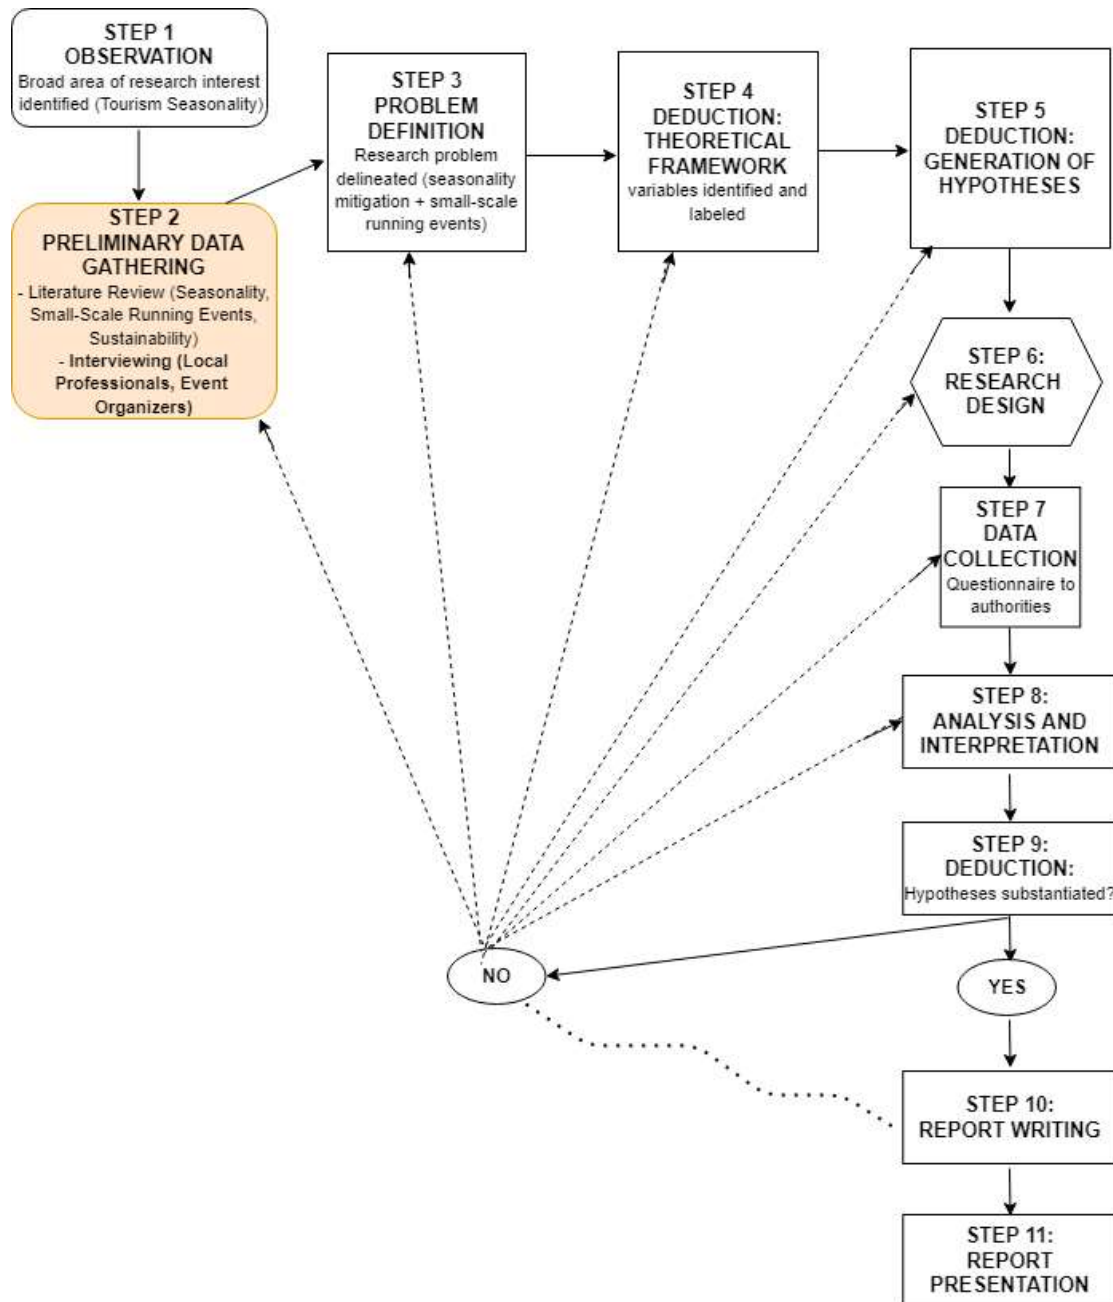 STEP 1
OBSERVATION
Broad area of research interest
identified (Tourism Seasonality)
STEP 2
PRELIMINARY DATA
GATHERING
- Literature Review (Seasonality,
Small-Scale Running Events,
Sustainability)
- Interviewing (Local
Professionals, Event
Organizers)
STEP 3
PROBLEM
DEFINITION
Research problem
delineated (seasonality
mitigation + small-scale
running events)
STEP 4
DEDUCTION:
THEORETICAL
FRAMEWORK
variables identified and
labeled
STEP 5
DEDUCTION:
GENERATION OF
HYPOTHESES
STEP 6:
RESEARCH
DESIGN
STEP 7
DATA
COLLECTION
Questionnaire to
authorities
STEP 8:
ANALYSIS AND
INTERPRETATION
STEP 9:
DEDUCTION:
Hypotheses substantiated?
NO
YES
STEP 10:
REPORT WRITING
STEP 11:
REPORT
PRESENTATION